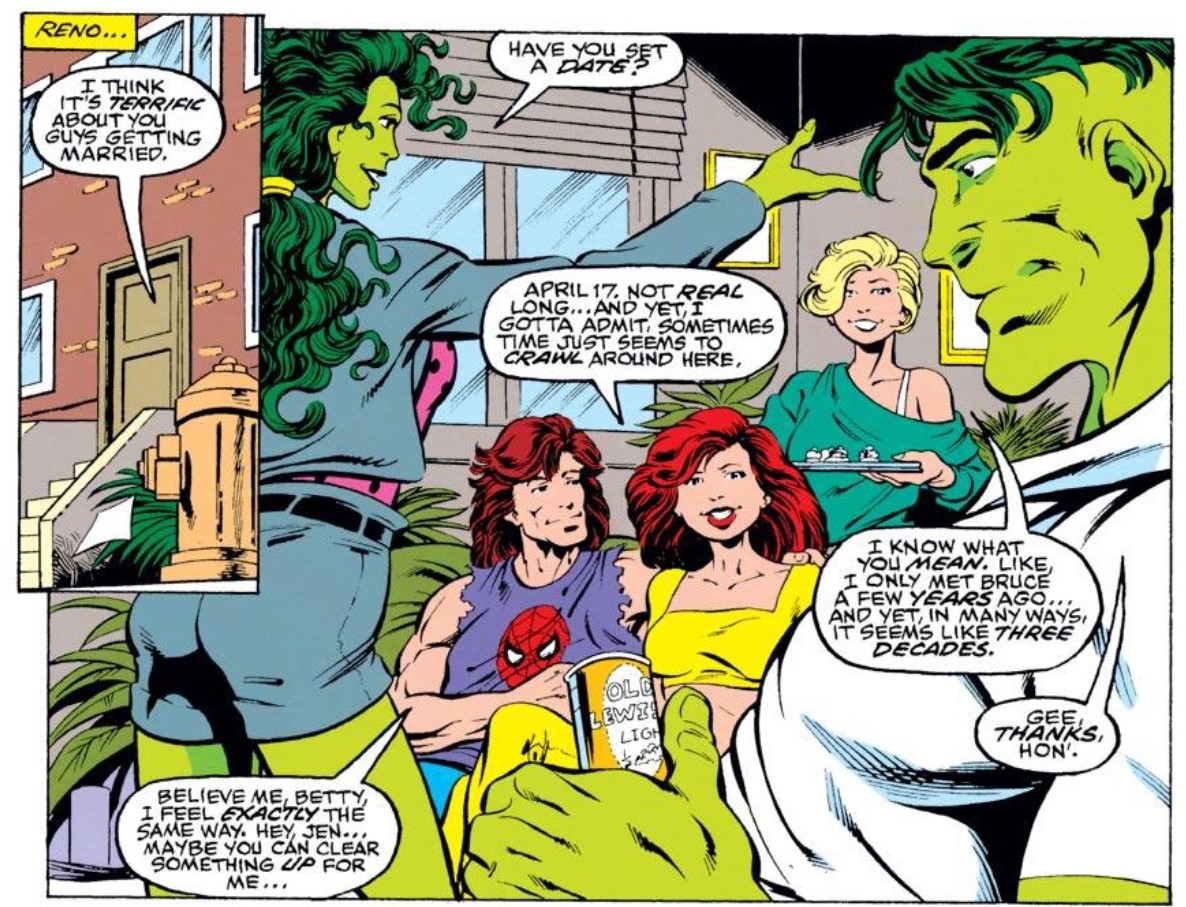 RENO...
I THINK
IT'S TERRIFIC
ABOUT YOU
GUYS GETTING
MARRIED.
HAVE YOU SET
A DATE?
APRIL 17. NOT REAL
LONG...AND YET, I
GOTTA ADMIT, SOMETIMES
TIME JUST SEEMS TO
CRAWL AROUND HERE.
I KNOW WHAT
YOU MEAN. LIKE,
I ONLY MET BRUCE
A FEW YEARS AGO...
AND YET, IN MANY WAYS,
IT SEEMS LIKE THREE
DECADES.
GEE,
THANKS,
HON'.
BELIEVE ME, BETTY,
I FEEL EXACTLY THE
SAME WAY. HEY, JEN...
MAYBE YOU CAN CLEAR
SOMETHING UP FOR
ME...
OLD
LEWIS
LIGH